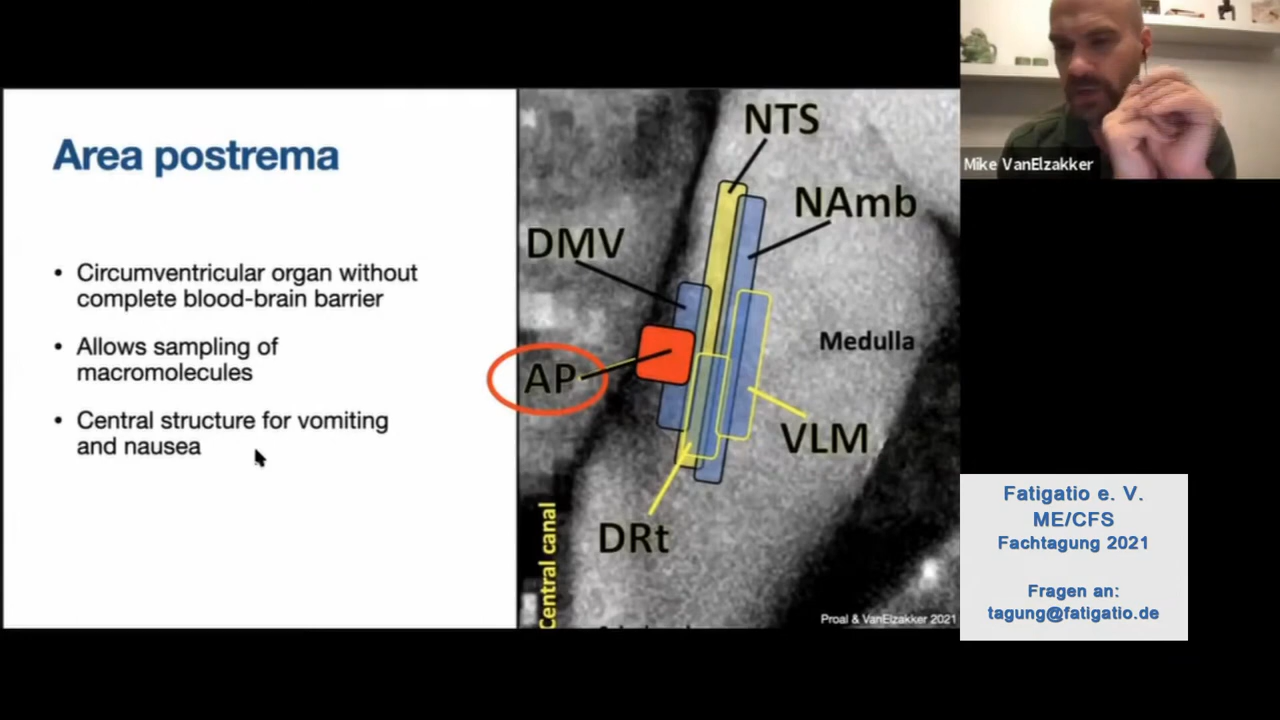 Area postrema
• Circumventricular organ without
complete blood-brain barrier
• Allows sampling of
macromolecules
• Central structure for vomiting
and nausea
NTS
NAmb
DMV
Medulla
AP
VLM
DRt
Central canal
Proal & VanElzakker 2021
Mike VanElzakker
Fatigatio e. V.
ME/CFS
Fachtagung 2021
Fragen an:
tagung@fatigatio.de